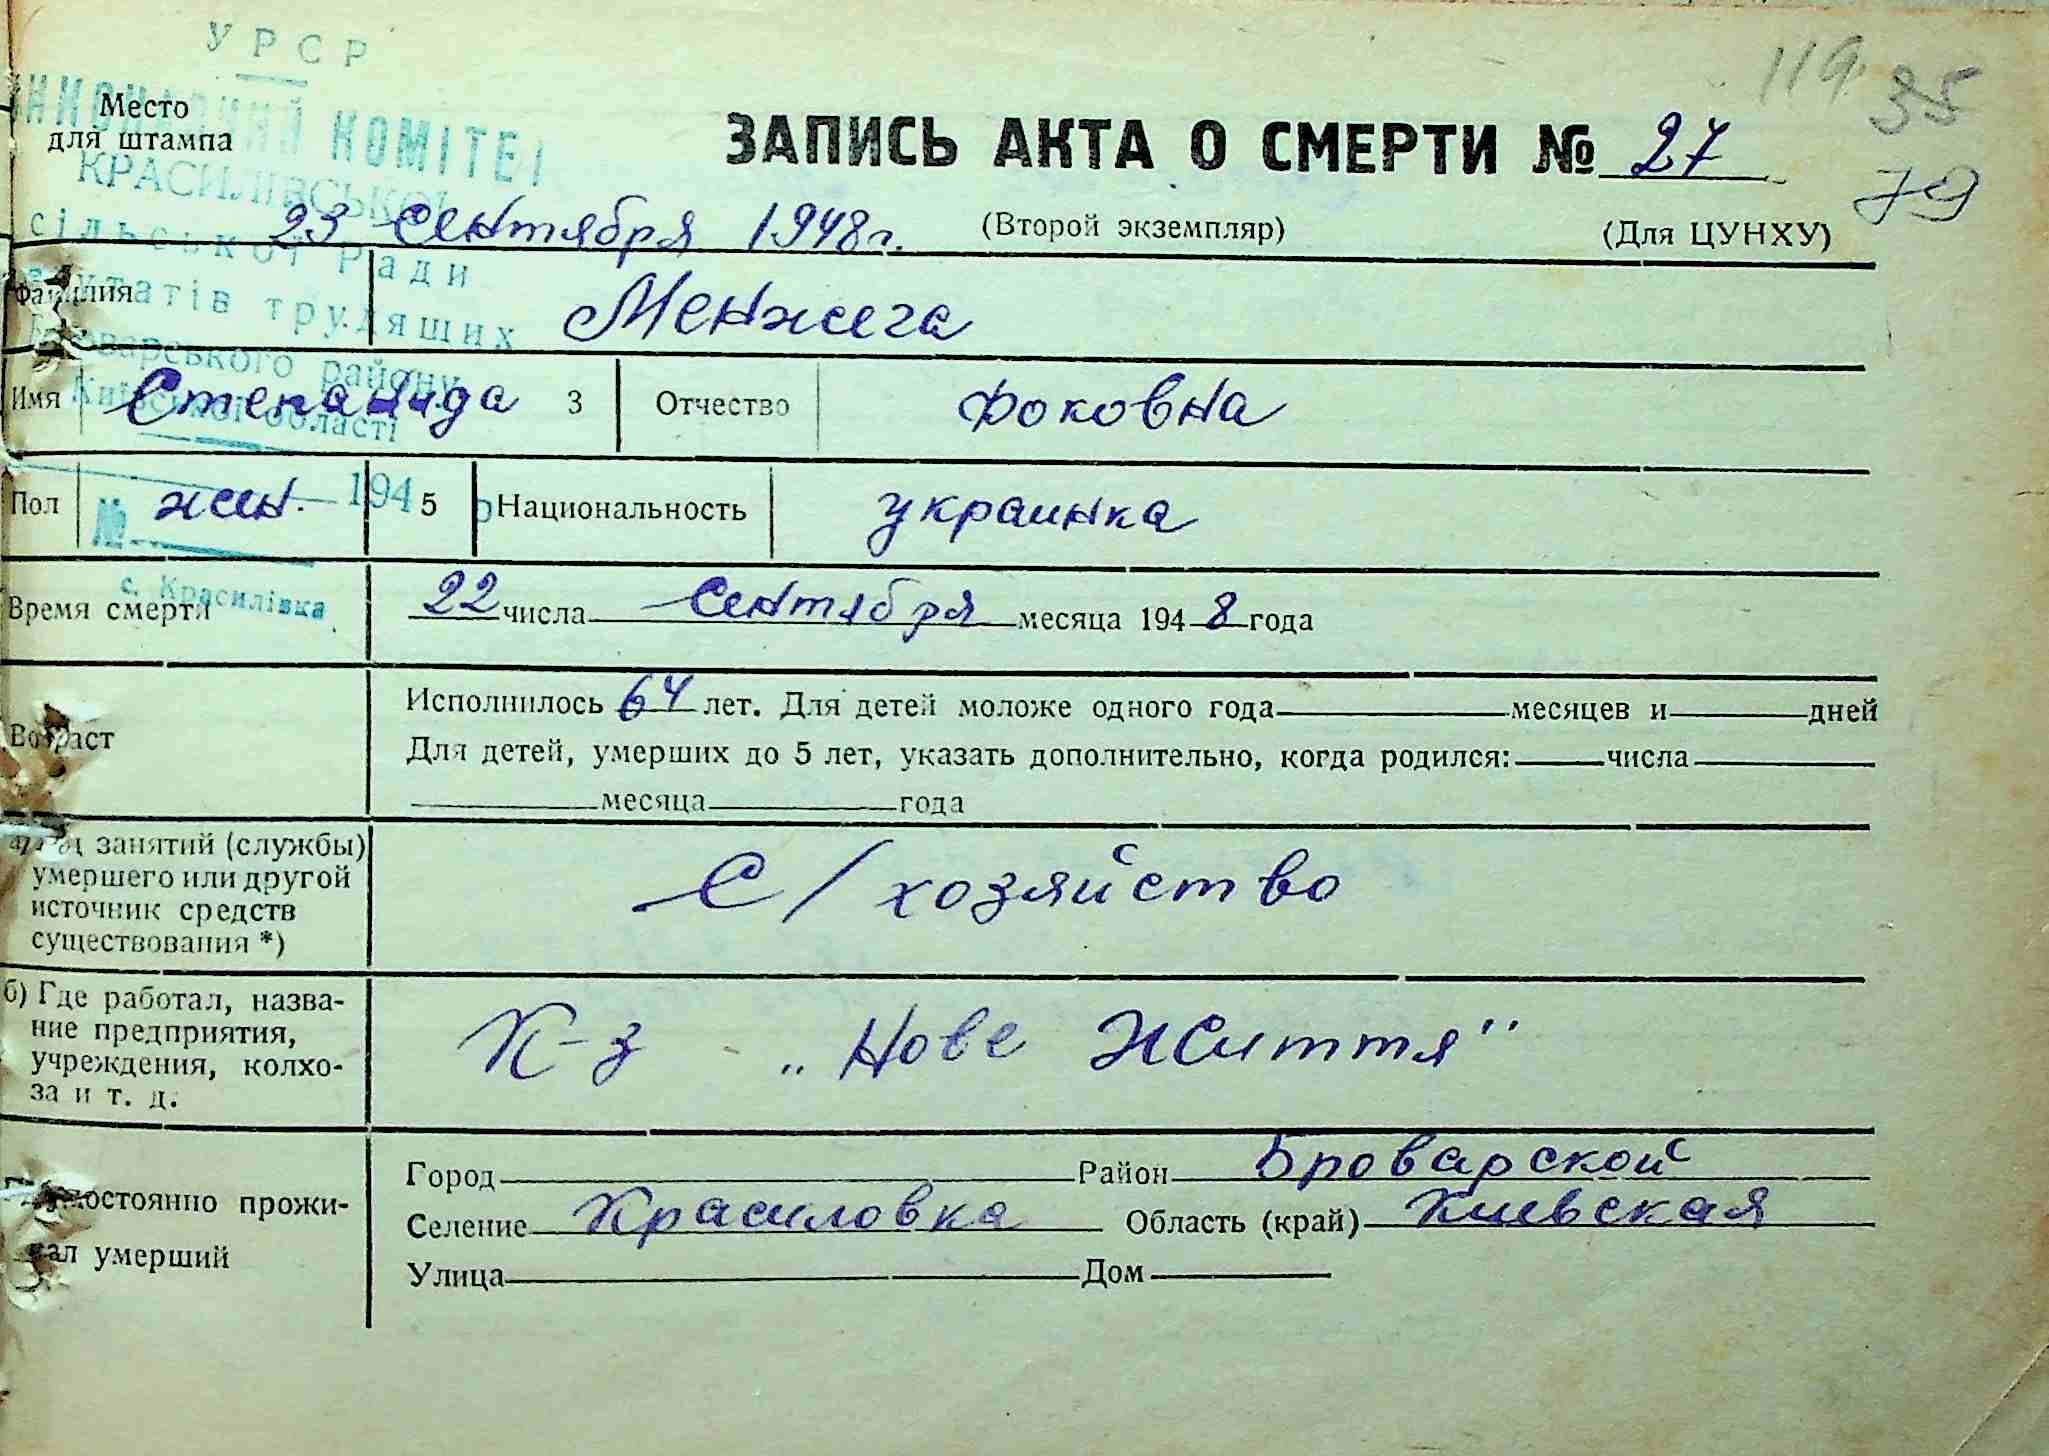 УРСР
Место
для штампа
КОМІТЕТ
КРАСИЛІВСЬКОЇ
сільської Ради
депутатів трудящих
Броварського району
Київської області
194
№
с. Красилівка
119
35
79
ЗАПИСЬ АКТА О СМЕРТИ № 27
23 сентября 1948 г. (Второй экземпляр) (Для ЦУНХУ)
Фамилия Менжега
Имя Степанида 3 Отчество Фоковна
Пол жен. 5 Национальность украинка
Время смерти 22 числа сентября месяца 1948 года
Возраст
Исполнилось 64 лет. Для детей моложе одного года месяцев и дней
Для детей, умерших до 5 лет, указать дополнительно, когда родился: числа
месяца года
а) Род занятий (службы)
умершего или другой
источник средств
существования *)
С/хозяйство
б) Где работал, назва-
ние предприятия,
учреждения, колхо-
за и т. д.
К-з „Нове Життя"
постоянно прожи-
вал умерший
Город Район Броварской
Селение Красиловка Область (край) Киевская
Улица Дом